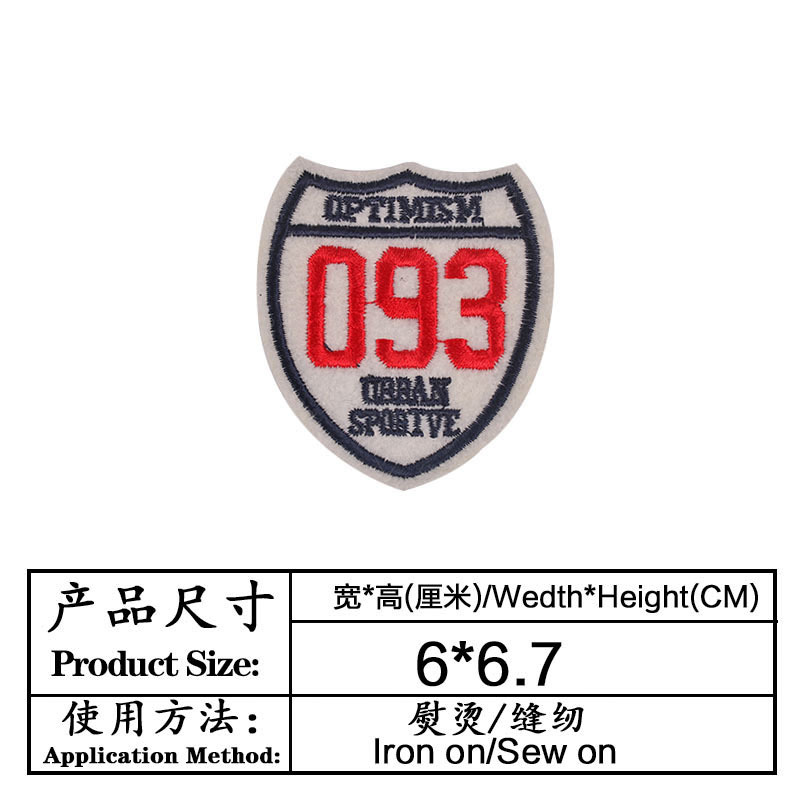 OPTIMISM
093
URBAN
SPORTVE
产品尺寸
Product Size:
宽*高(厘米)/Wedth*Height(CM)
6*6.7
使用方法：
Application Method:
熨烫/缝纫
Iron on/Sew on